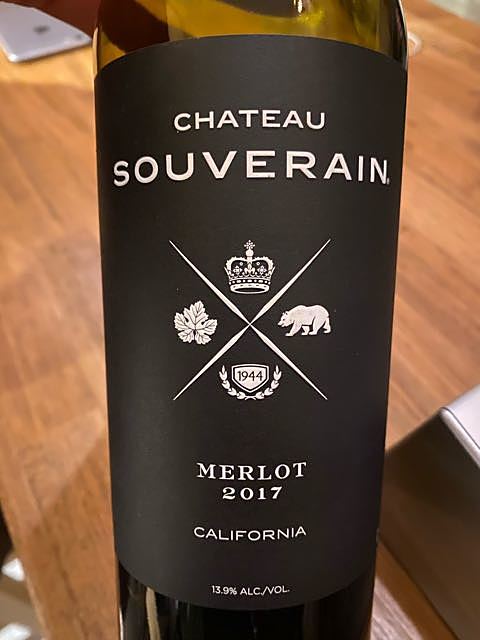 CHATEAU
SOUVERAIN®
1944
MERLOT
2017
CALIFORNIA
13.9% ALC./VOL.